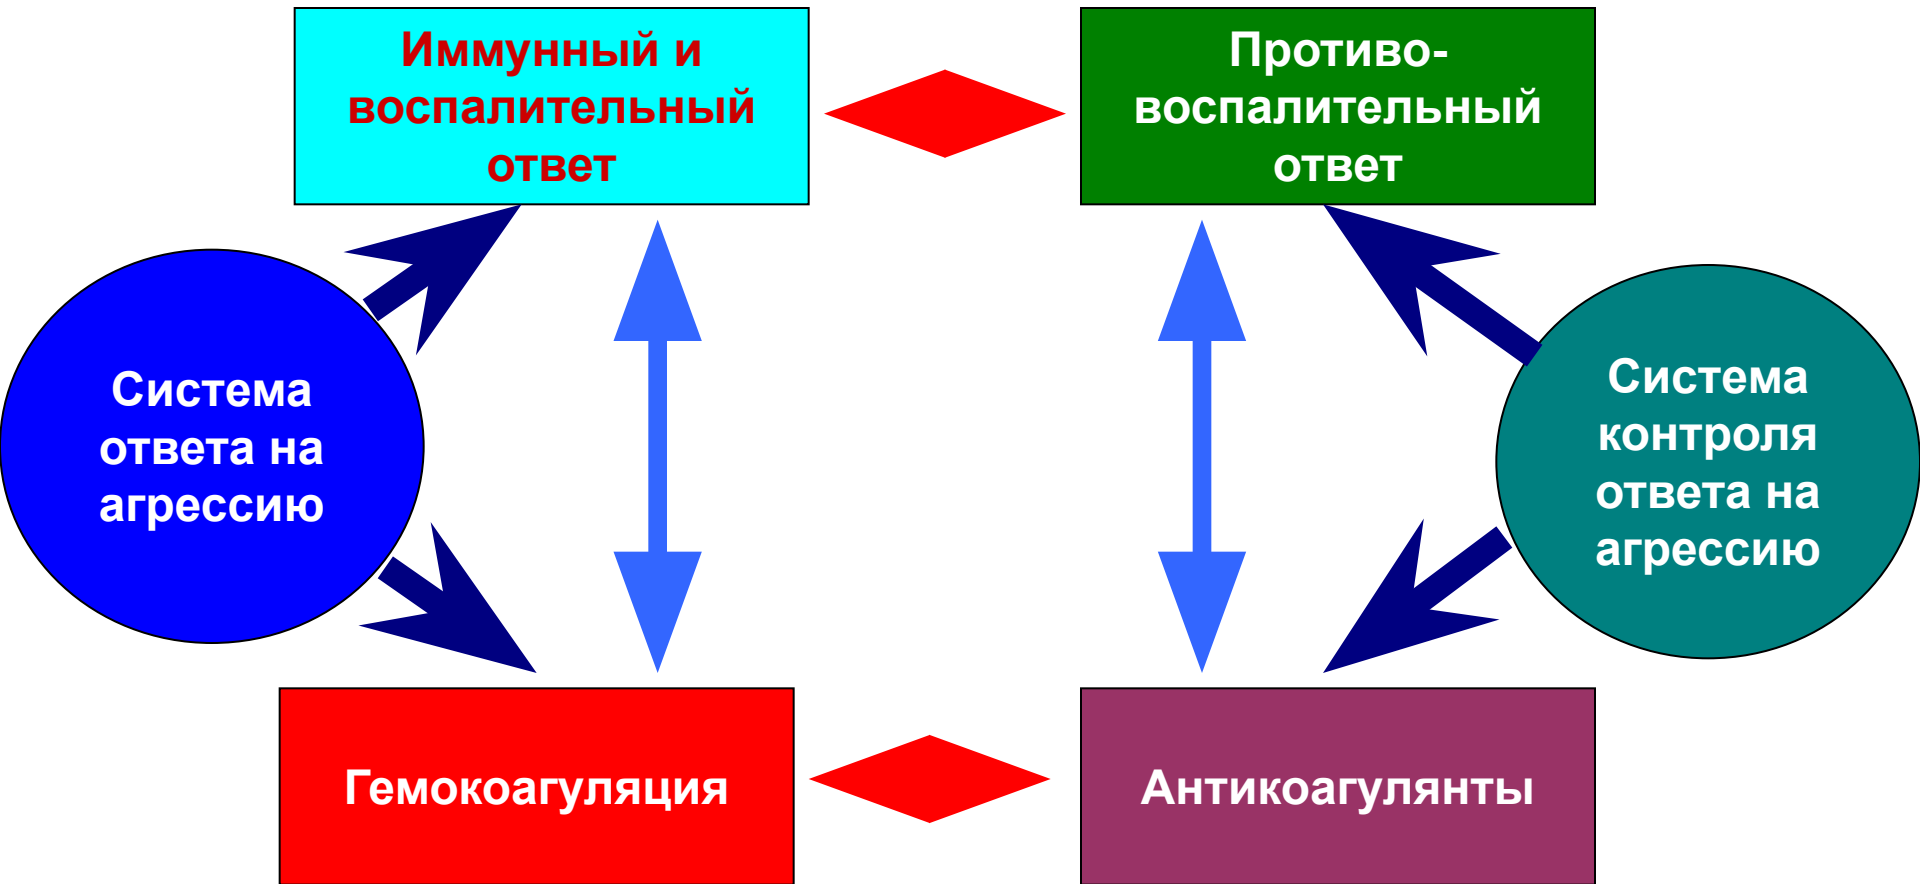 Иммунный и
воспалительный
ответ
Противо-
воспалительный
ответ
Система
ответа на
агрессию
Система
контроля
ответа на
агрессию
Гемокоагуляция
Антикоагулянты